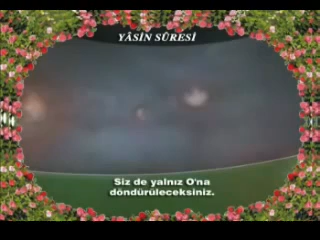 YÂSİN SÛRESİ
Siz de yalnız O'na
döndürüleceksiniz.